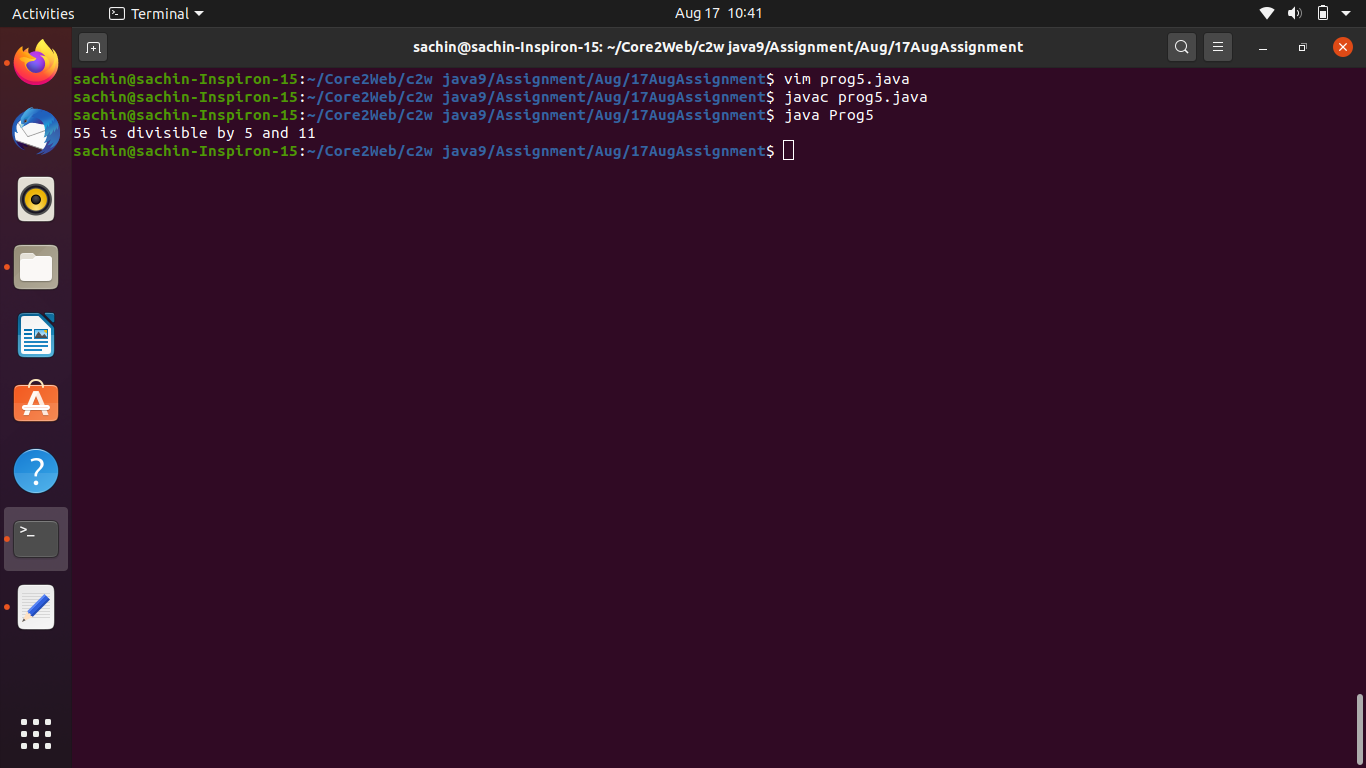 Activities Terminal Aug 17 10:41
sachin@sachin-Inspiron-15: ~/Core2Web/c2w java9/Assignment/Aug/17AugAssignment
sachin@sachin-Inspiron-15:~/Core2Web/c2w java9/Assignment/Aug/17AugAssignment$ vim prog5.java
sachin@sachin-Inspiron-15:~/Core2Web/c2w java9/Assignment/Aug/17AugAssignment$ javac prog5.java
sachin@sachin-Inspiron-15:~/Core2Web/c2w java9/Assignment/Aug/17AugAssignment$ java Prog5
55 is divisible by 5 and 11
sachin@sachin-Inspiron-15:~/Core2Web/c2w java9/Assignment/Aug/17AugAssignment$